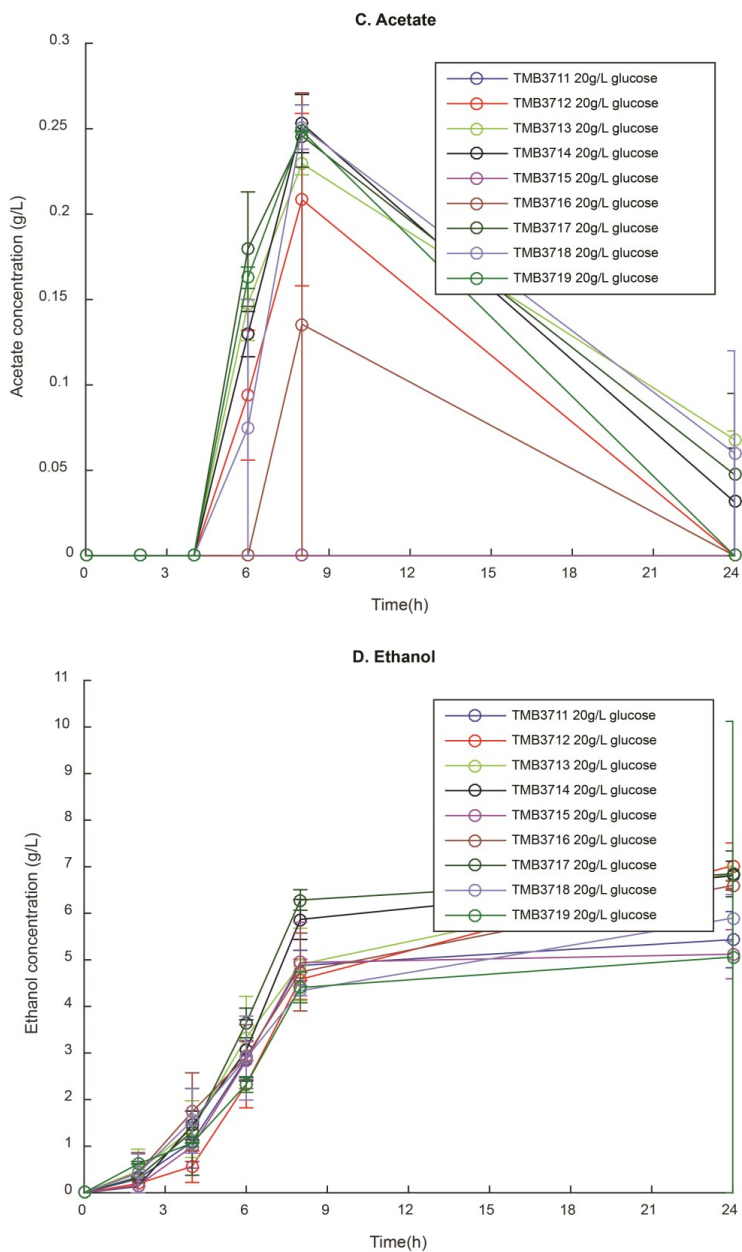 C. Acetate
0.3
0.25
0.2
0.15
0.1
0.05
0
Acetate concentration (g/L)
TMB3711 20g/L glucose
TMB3712 20g/L glucose
TMB3713 20g/L glucose
TMB3714 20g/L glucose
TMB3715 20g/L glucose
TMB3716 20g/L glucose
TMB3717 20g/L glucose
TMB3718 20g/L glucose
TMB3719 20g/L glucose
0 3 6 9 12 15 18 21 24
Time(h)
D. Ethanol
11
10
9
8
7
6
5
4
3
2
1
0
Ethanol concentration (g/L)
TMB3711 20g/L glucose
TMB3712 20g/L glucose
TMB3713 20g/L glucose
TMB3714 20g/L glucose
TMB3715 20g/L glucose
TMB3716 20g/L glucose
TMB3717 20g/L glucose
TMB3718 20g/L glucose
TMB3719 20g/L glucose
0 3 6 9 12 15 18 21 24
Time(h)